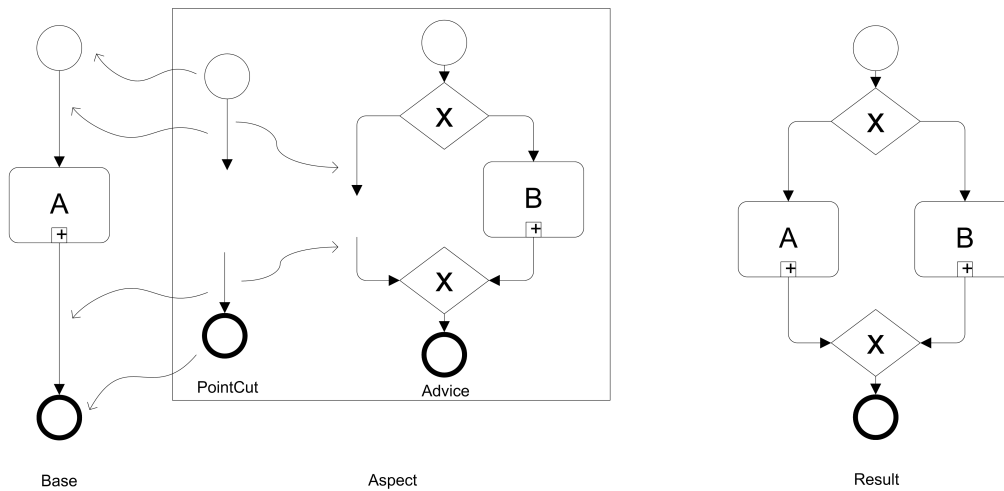 X
X
A
B
X
A
B
+
+
+
+
X
X
PointCut
Advice
Base
Aspect
Result